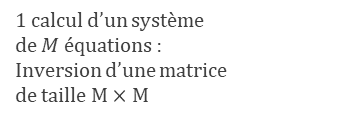 1 calcul d’un système
de M équations :
Inversion d’une matrice
de taille M × M